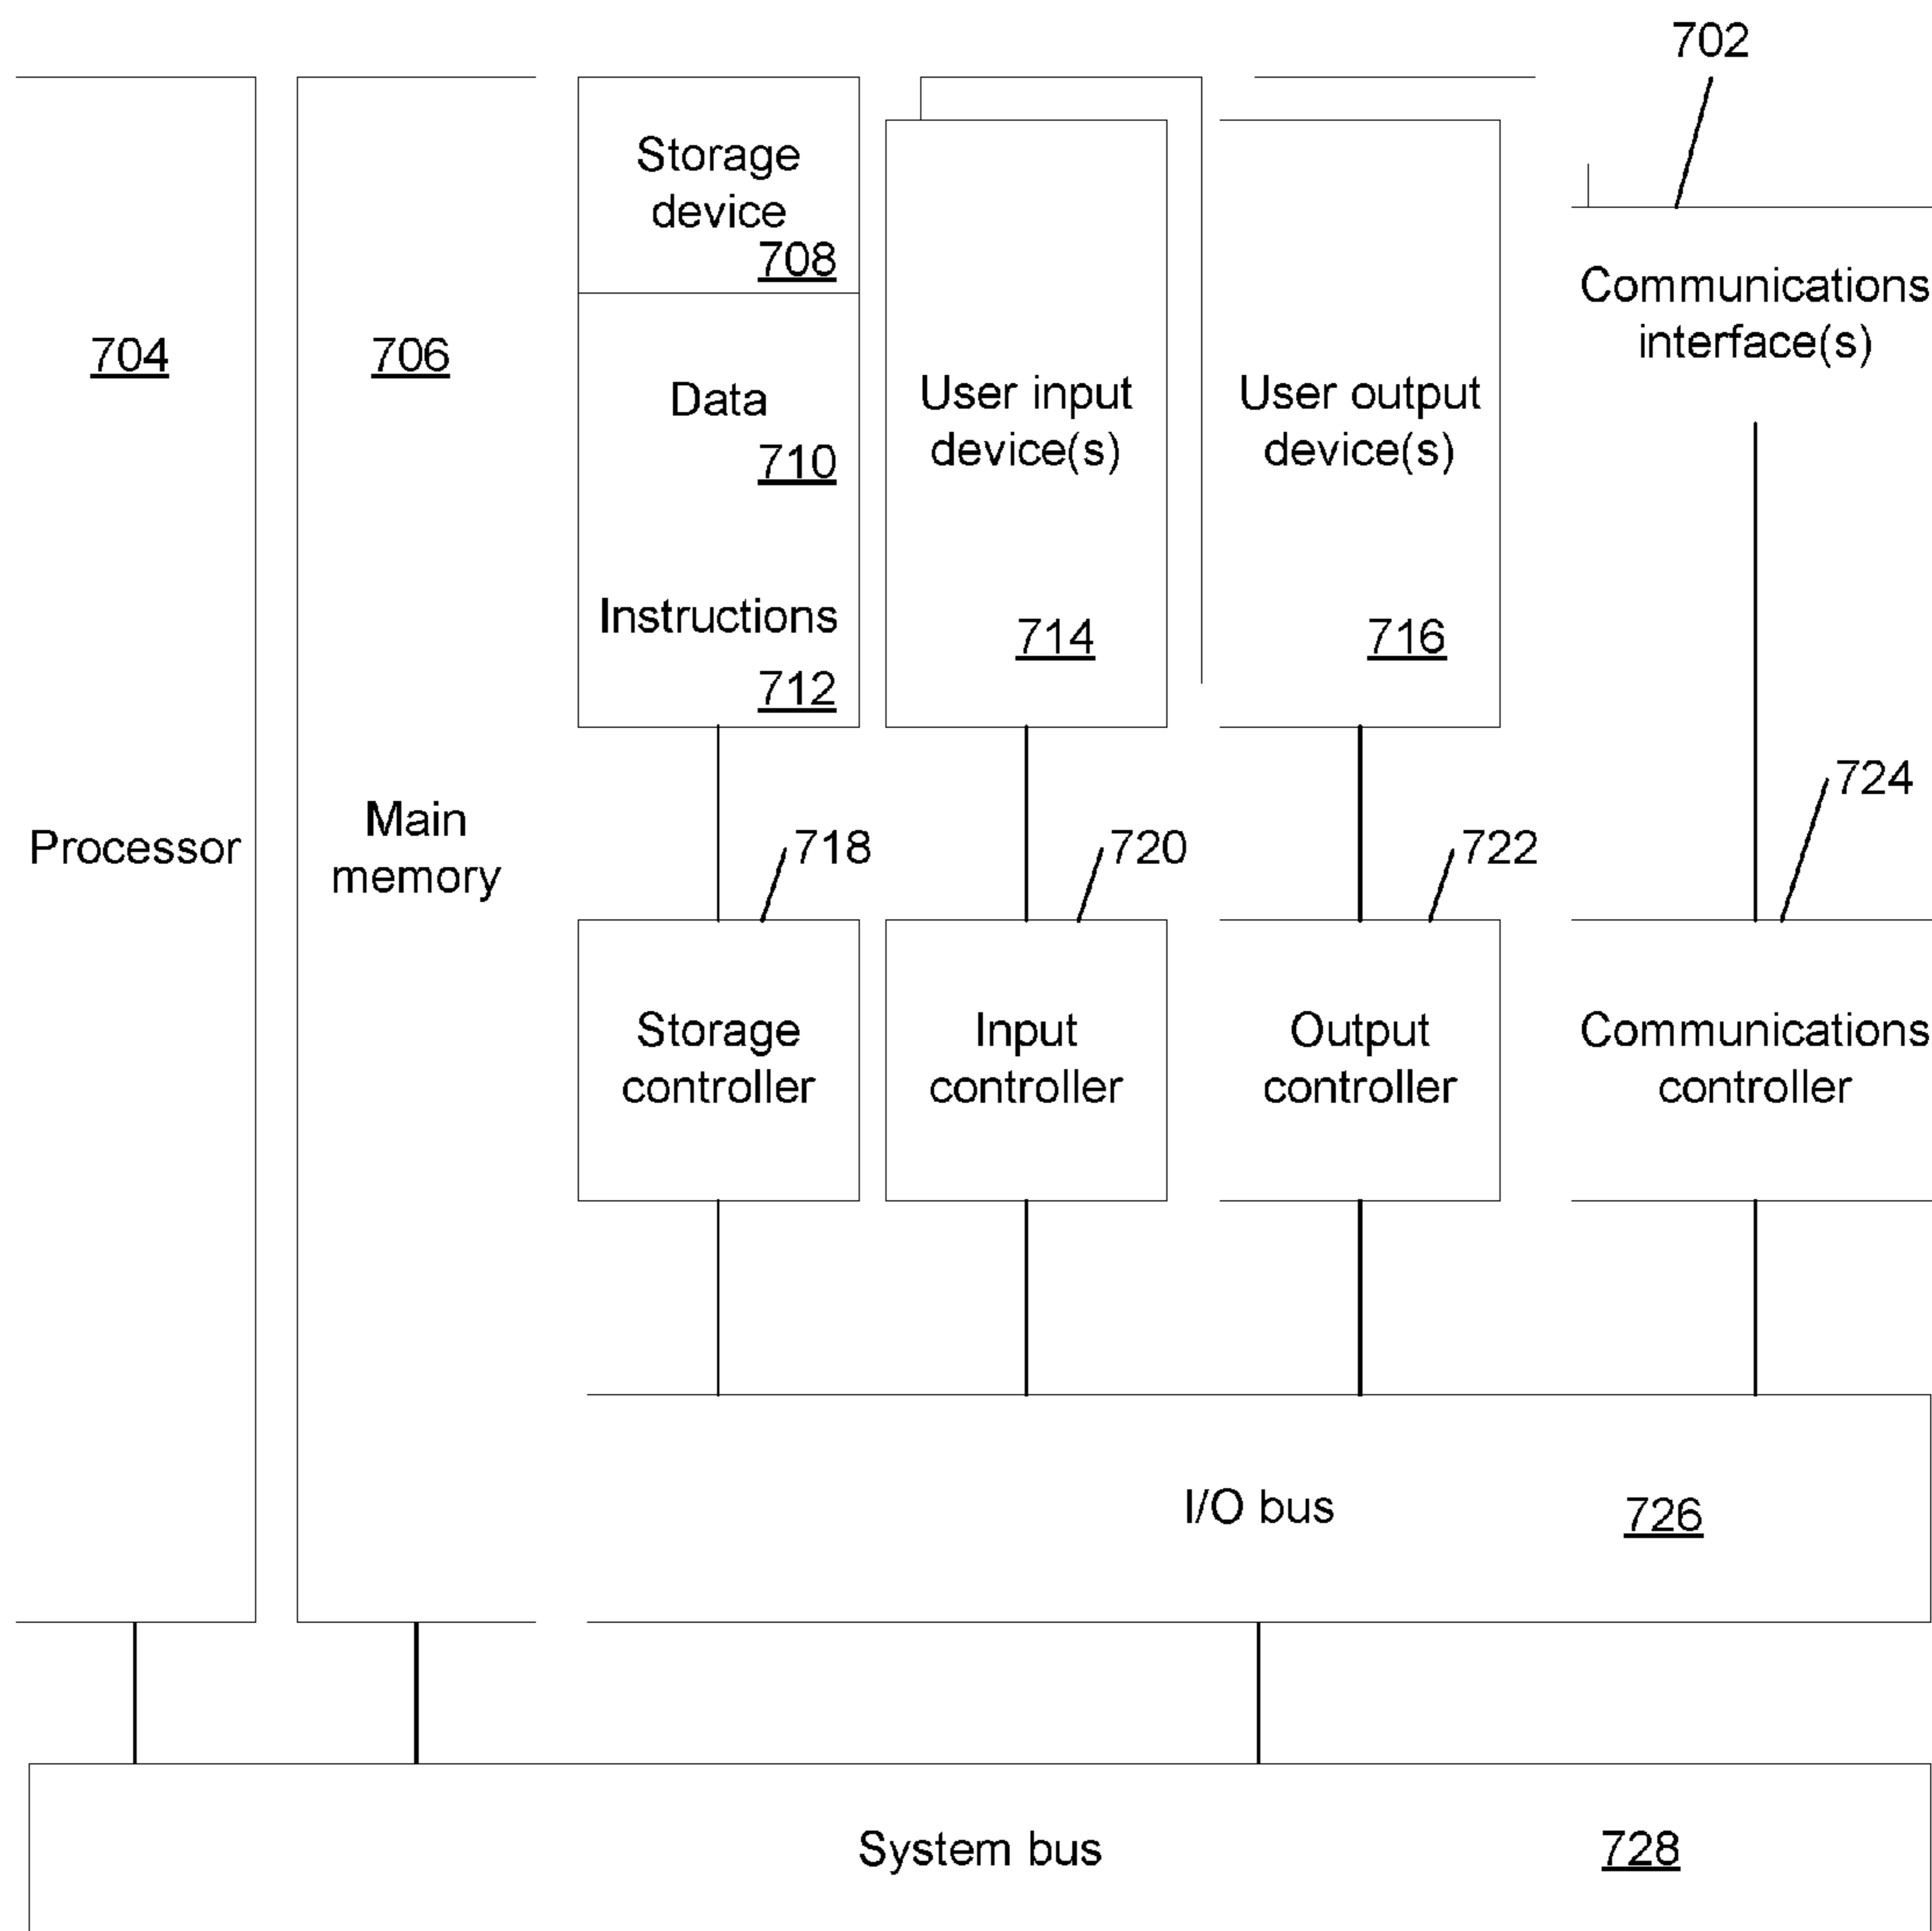 702
Storage
device
708
Communications
interface(s)
704
706
Data
710
User input
device(s)
User output
device(s)
Instructions
712
714
716
724
Processor
Main
memory
718
720
722
Storage
controller
Input
controller
Output
controller
Communications
controller
I/O bus
726
System bus
728